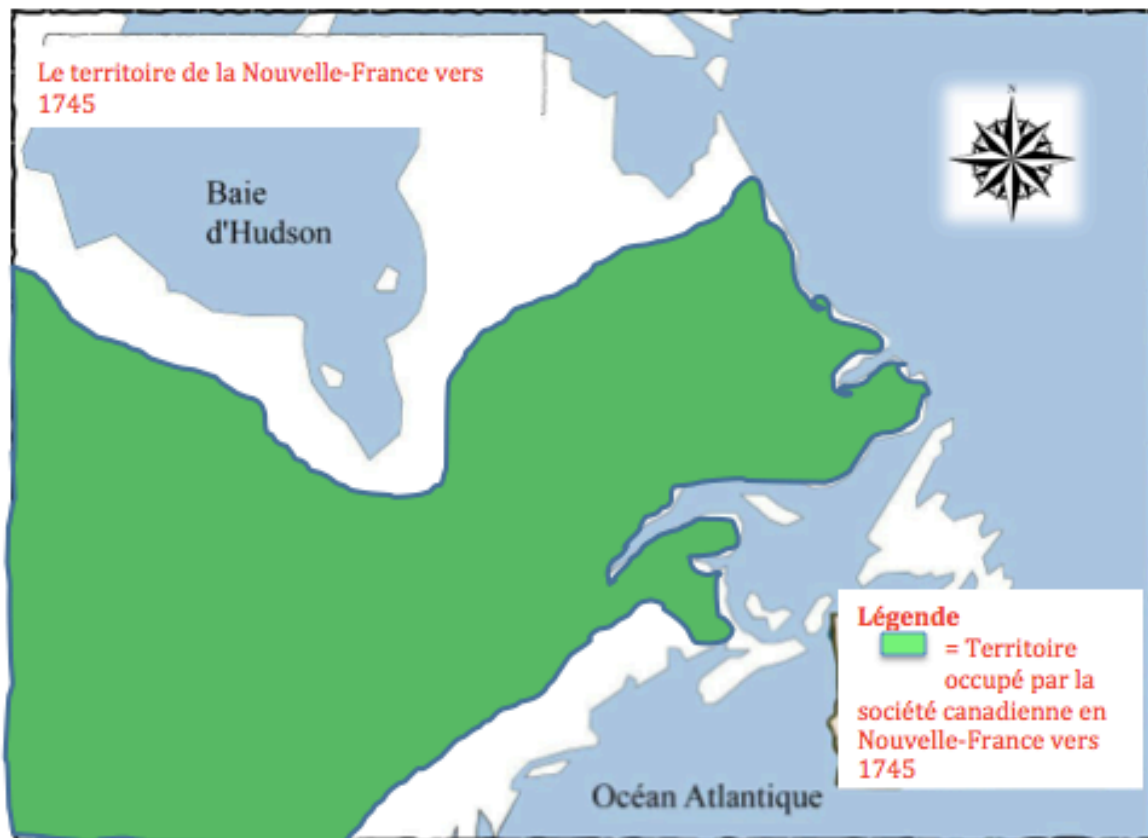 Le territoire de la Nouvelle-France vers
1745
N
Baie
d'Hudson
Légende
= Territoire
occupé par la
société canadienne en
Nouvelle-France vers
1745
Océan Atlantique